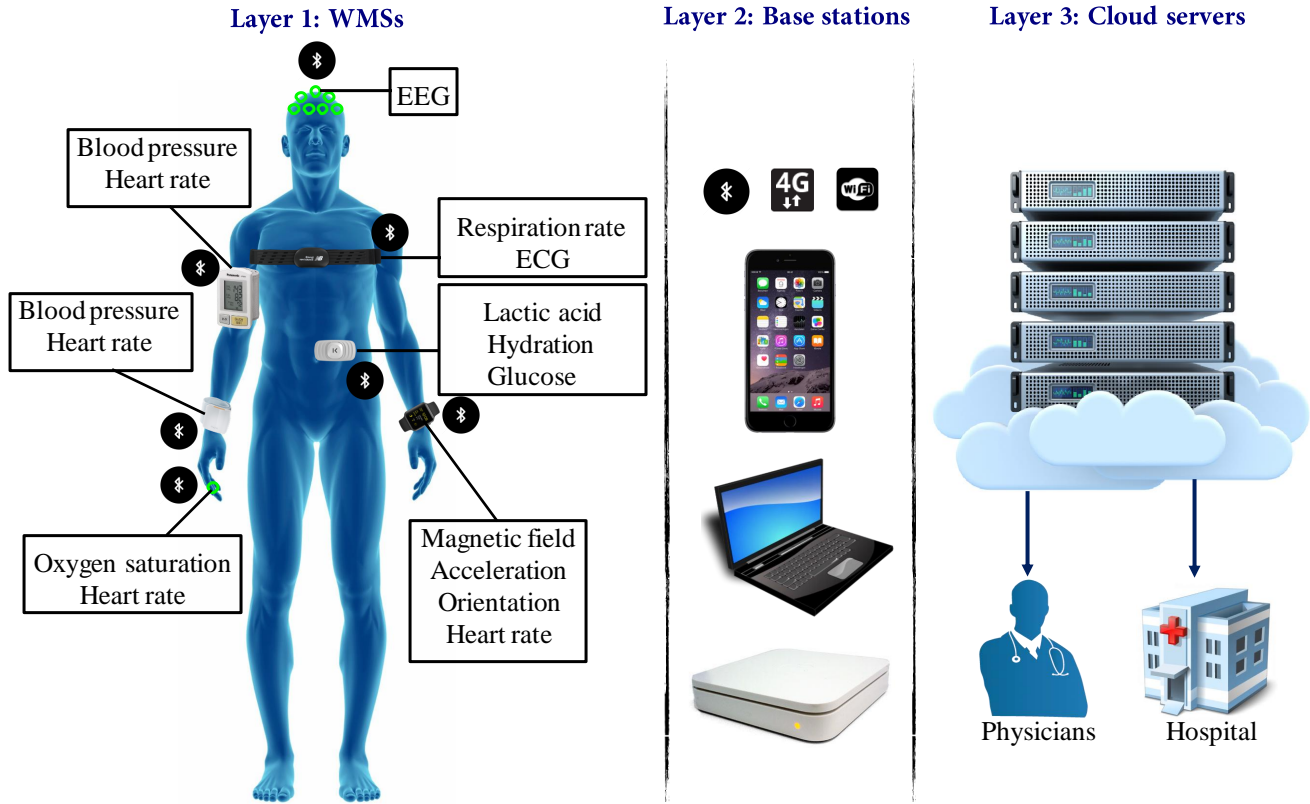 Layer 1: WMSs
Layer 2: Base stations
Layer 3: Cloud servers
EEG
Blood pressure
Heart rate
Respiration rate
ECG
Blood pressure
Heart rate
Lactic acid
Hydration
Glucose
Oxygen saturation
Heart rate
Magnetic field
Acceleration
Orientation
Heart rate
4G
WiFi
Physicians
Hospital